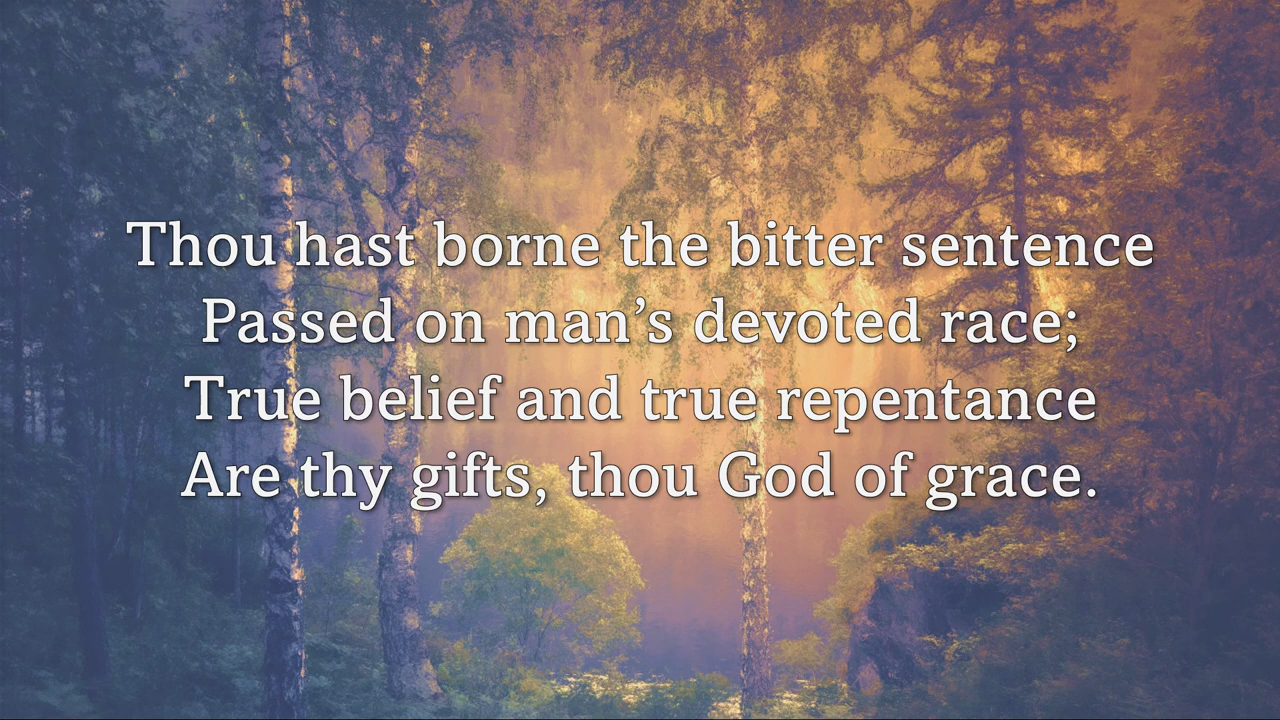 Thou hast borne the bitter sentence
Passed on man’s devoted race;
True belief and true repentance
Are thy gifts, thou God of grace.